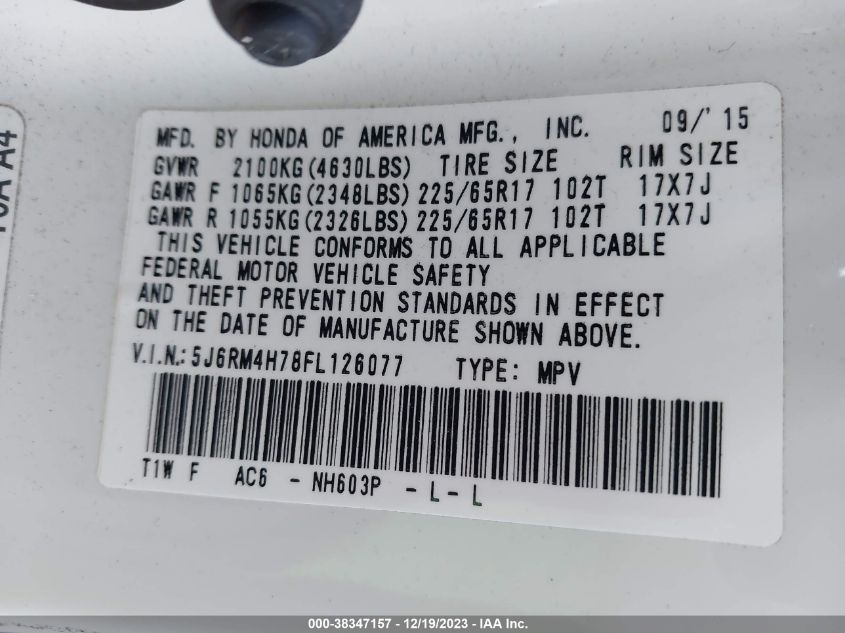 MFD. BY HONDA OF AMERICA MFG., INC. 09/'15
GVWR 2100KG(4630LBS) TIRE SIZE RIM SIZE
GAWR F 1065KG(2348LBS) 225/65R17 102T 17X7J
GAWR R 1055KG(2326LBS) 225/65R17 102T 17X7J
THIS VEHICLE CONFORMS TO ALL APPLICABLE
FEDERAL MOTOR VEHICLE SAFETY
AND THEFT PREVENTION STANDARDS IN EFFECT
ON THE DATE OF MANUFACTURE SHOWN ABOVE.
V.I.N.: 5J6RM4H78FL126077 TYPE: MPV
T1W F AC6 - NH603P - L - L
A4
000-38347157 - 12/19/2023 - IAA Inc.